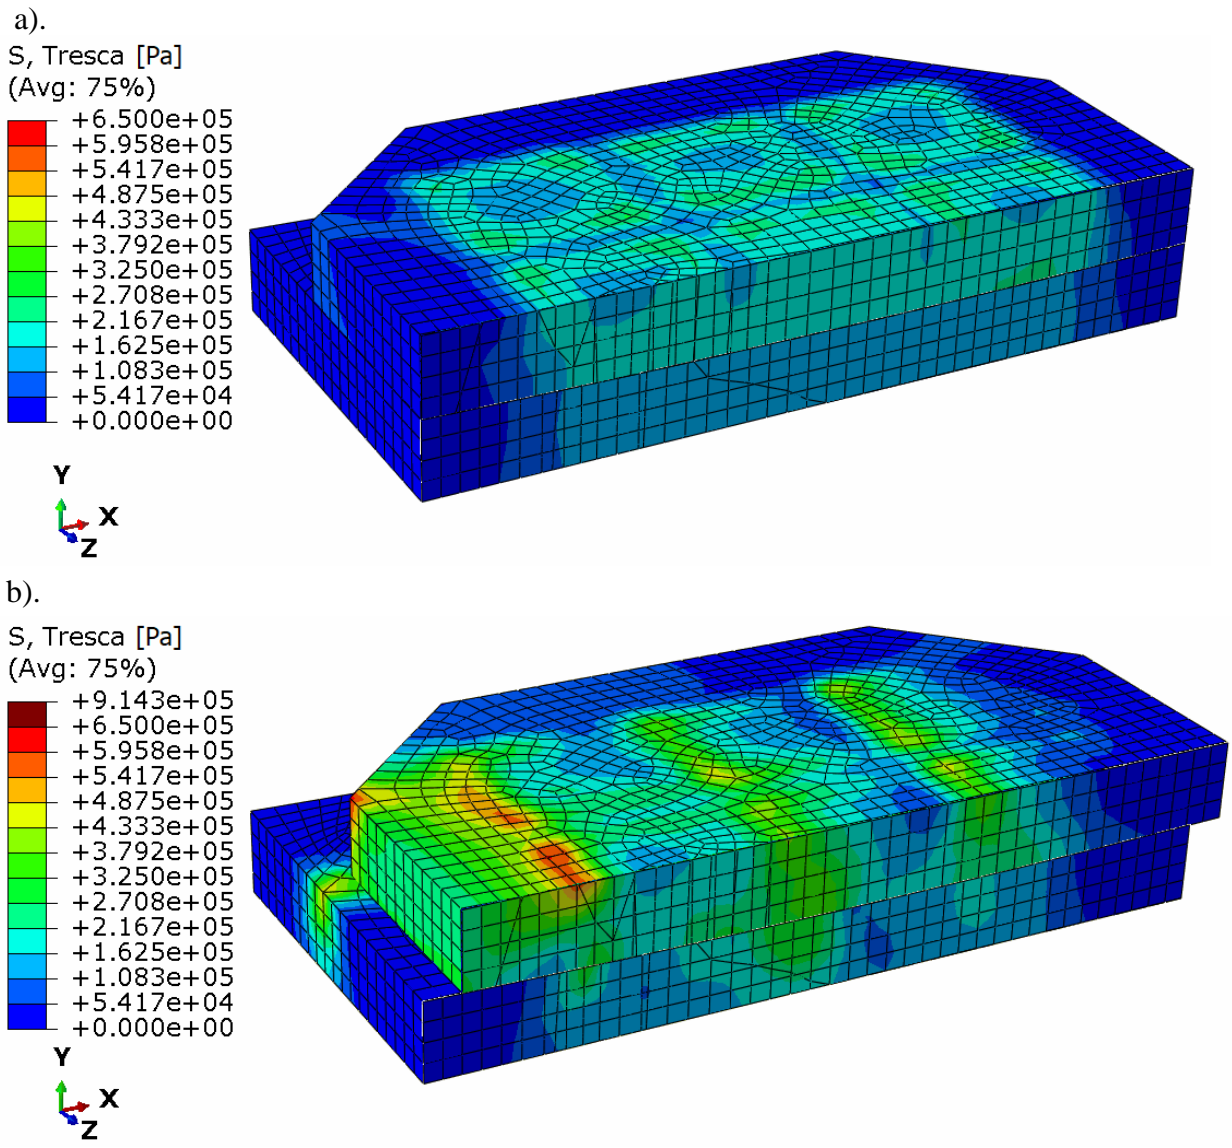 a).
S, Tresca [Pa]
(Avg: 75%)
+6.500e+05
+5.958e+05
+5.417e+05
+4.875e+05
+4.333e+05
+3.792e+05
+3.250e+05
+2.708e+05
+2.167e+05
+1.625e+05
+1.083e+05
+5.417e+04
+0.000e+00
Y
X
Z
b).
S, Tresca [Pa]
(Avg: 75%)
+9.143e+05
+6.500e+05
+5.958e+05
+5.417e+05
+4.875e+05
+4.333e+05
+3.792e+05
+3.250e+05
+2.708e+05
+2.167e+05
+1.625e+05
+1.083e+05
+5.417e+04
+0.000e+00
Y
X
Z